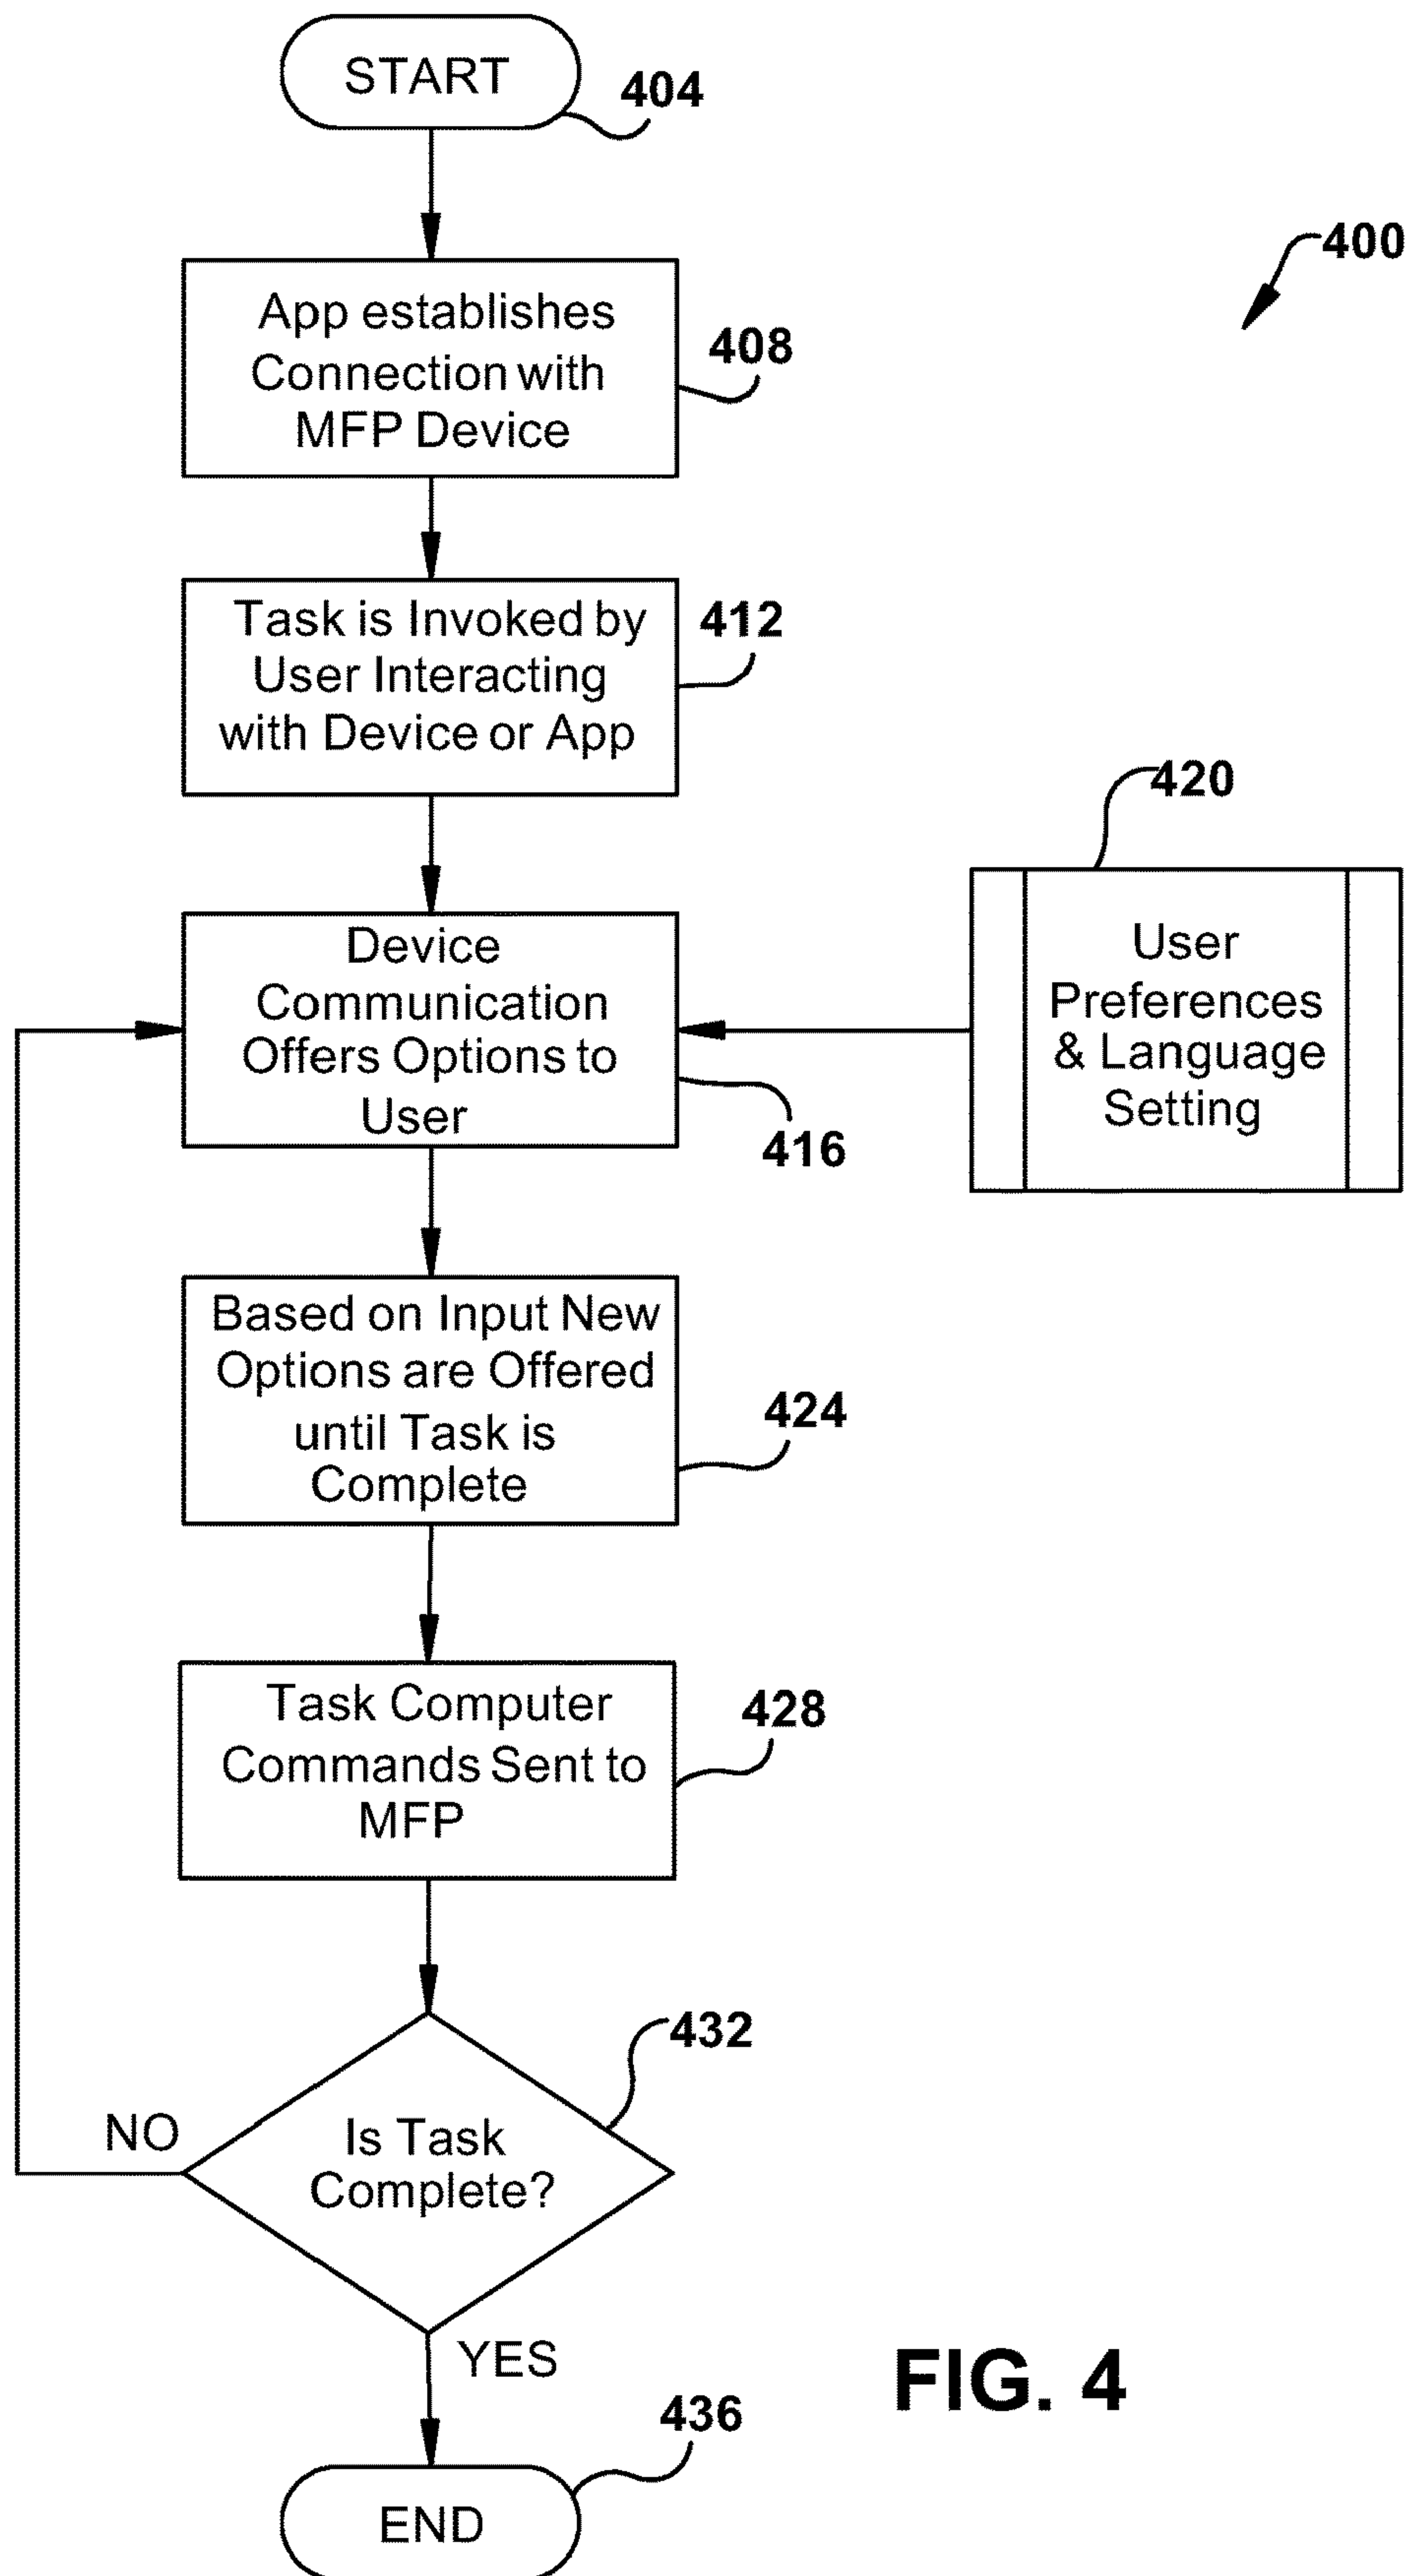 START
404
400
App establishes
Connection with
MFP Device
408
Task is Invoked by
User Interacting
with Device or App
412
420
User
Preferences
& Language
Setting
Device
Communication
Offers Options to
User
416
Based on Input New
Options are Offered
until Task is
Complete
424
Task Computer
Commands Sent to
MFP
428
432
Is Task
Complete?
NO
YES
FIG. 4
436
END